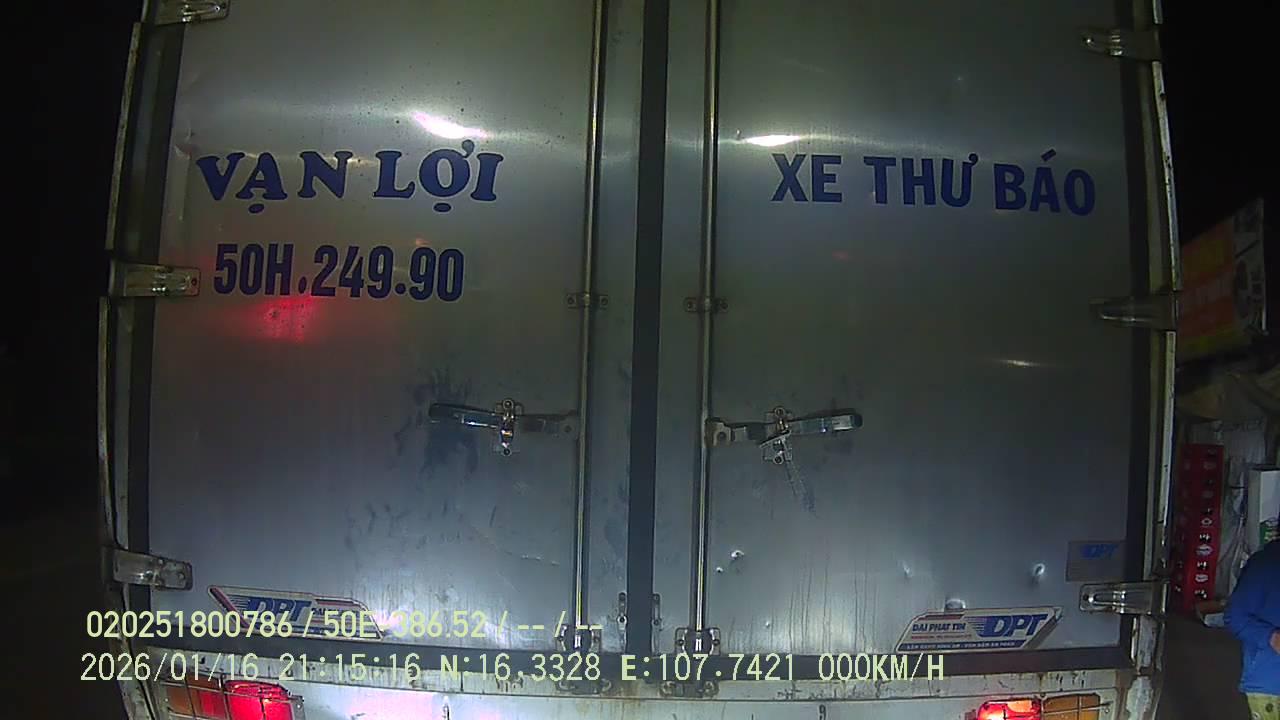 VẠN LỢI
XE THƯ BÁO
50H.249.90
DPT
DPT
ĐẠI PHÁT TÍN DPT
020251800786 / 50E-386.52 / -- / --
2026/01/16 21:15:16 N:16.3328 E:107.7421 000KM/H